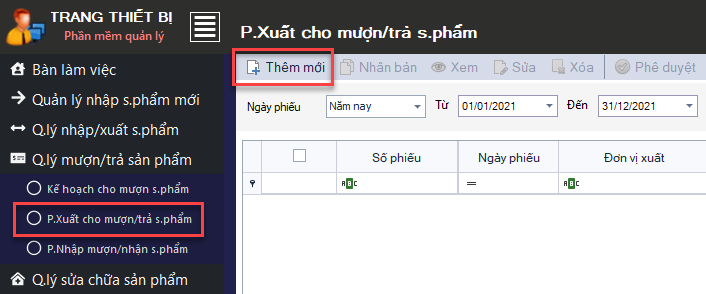 TRANG THIẾT BỊ
Phần mềm quản lý
Bàn làm việc
Quản lý nhập s.phẩm mới
Q.lý nhập/xuất s.phẩm
Q.lý mượn/trả sản phẩm
Kế hoạch cho mượn s.phẩm
P.Xuất cho mượn/trả s.phẩm
P.Nhập mượn/nhận s.phẩm
Q.lý sửa chữa sản phẩm
P.Xuất cho mượn/trả s.phẩm
Thêm mới Nhân bản Xem Sửa Xóa Phê duyệt
Ngày phiếu Năm nay Từ 01/01/2021 Đến 31/12/2021
Số phiếu Ngày phiếu Đơn vị xuất
ABC = ABC